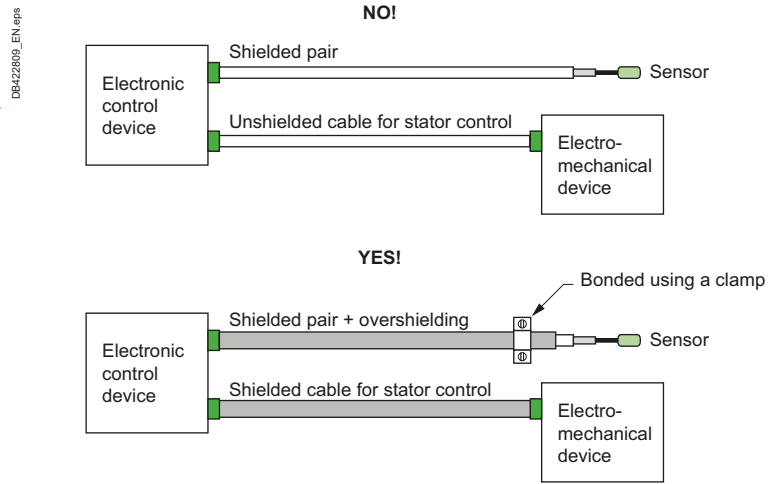 DB422809_EN.eps
NO!
Shielded pair
Sensor
Electronic
control
device
Unshielded cable for stator control
Electro-
mechanical
device
YES!
Bonded using a clamp
Shielded pair + overshielding
Sensor
Electronic
control
device
Shielded cable for stator control
Electro-
mechanical
device